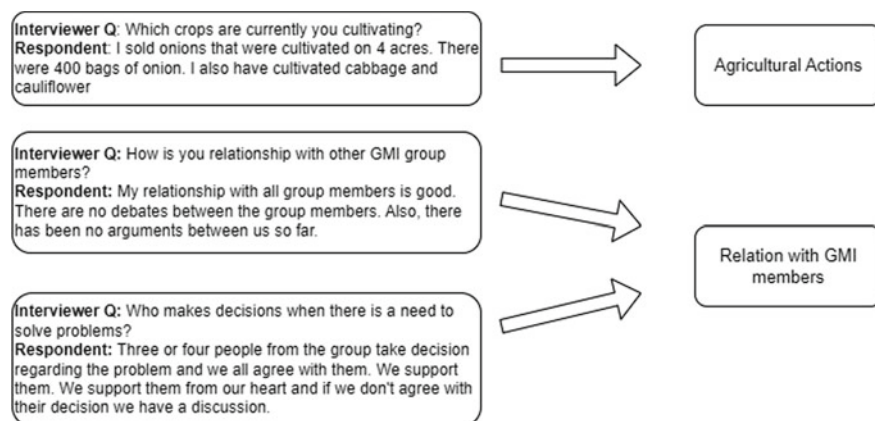 Interviewer Q: Which crops are currently you cultivating?
Respondent: I sold onions that were cultivated on 4 acres. There
were 400 bags of onion. I also have cultivated cabbage and
cauliflower
Agricultural Actions
Interviewer Q: How is you relationship with other GMI group
members?
Respondent: My relationship with all group members is good.
There are no debates between the group members. Also, there
has been no arguments between us so far.
Relation with GMI
members
Interviewer Q: Who makes decisions when there is a need to
solve problems?
Respondent: Three or four people from the group take decision
regarding the problem and we all agree with them. We support
them. We support them from our heart and if we don't agree with
their decision we have a discussion.